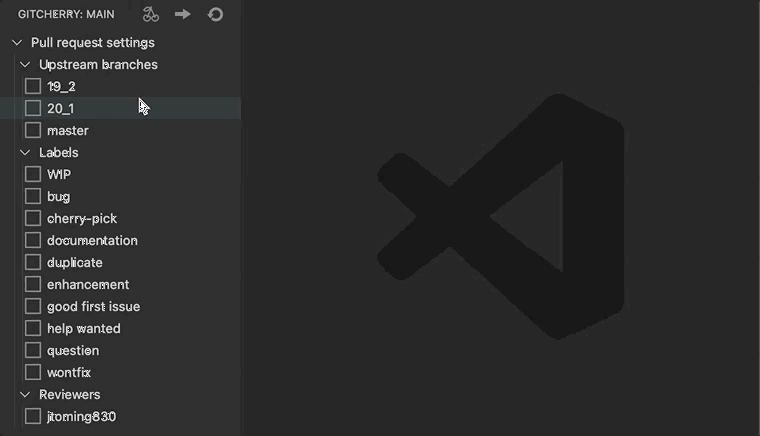 GITCHERRY: MAIN
Pull request settings
Upstream branches
19_2
20_1
master
Labels
WIP
bug
cherry-pick
documentation
duplicate
enhancement
good first issue
help wanted
question
wontfix
Reviewers